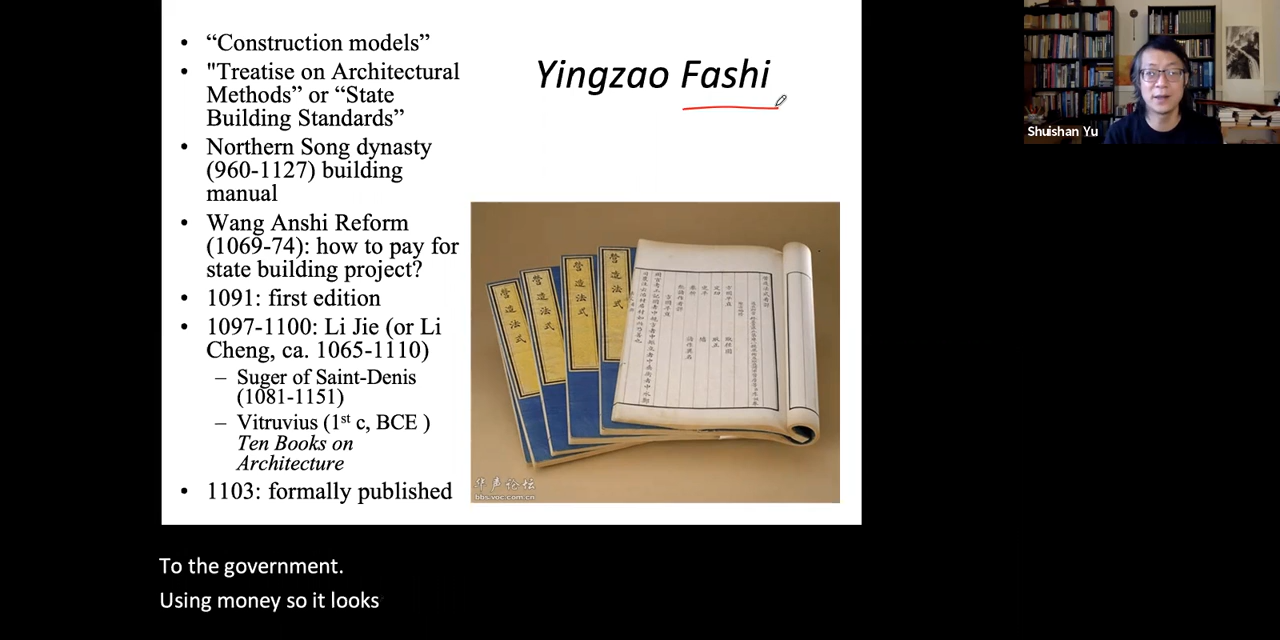 • “Construction models”
• "Treatise on Architectural
Methods” or “State
Building Standards”
• Northern Song dynasty
(960-1127) building
manual
• Wang Anshi Reform
(1069-74): how to pay for
state building project?
• 1091: first edition
• 1097-1100: Li Jie (or Li
Cheng, ca. 1065-1110)
– Suger of Saint-Denis
(1081-1151)
– Vitruvius (1st c, BCE )
Ten Books on
Architecture
• 1103: formally published
Yingzao Fashi
營造法式
營造法式
營造法式
營造法式
华声论坛
bbs.voc.com.cn
Shuishan Yu
To the government.
Using money so it looks